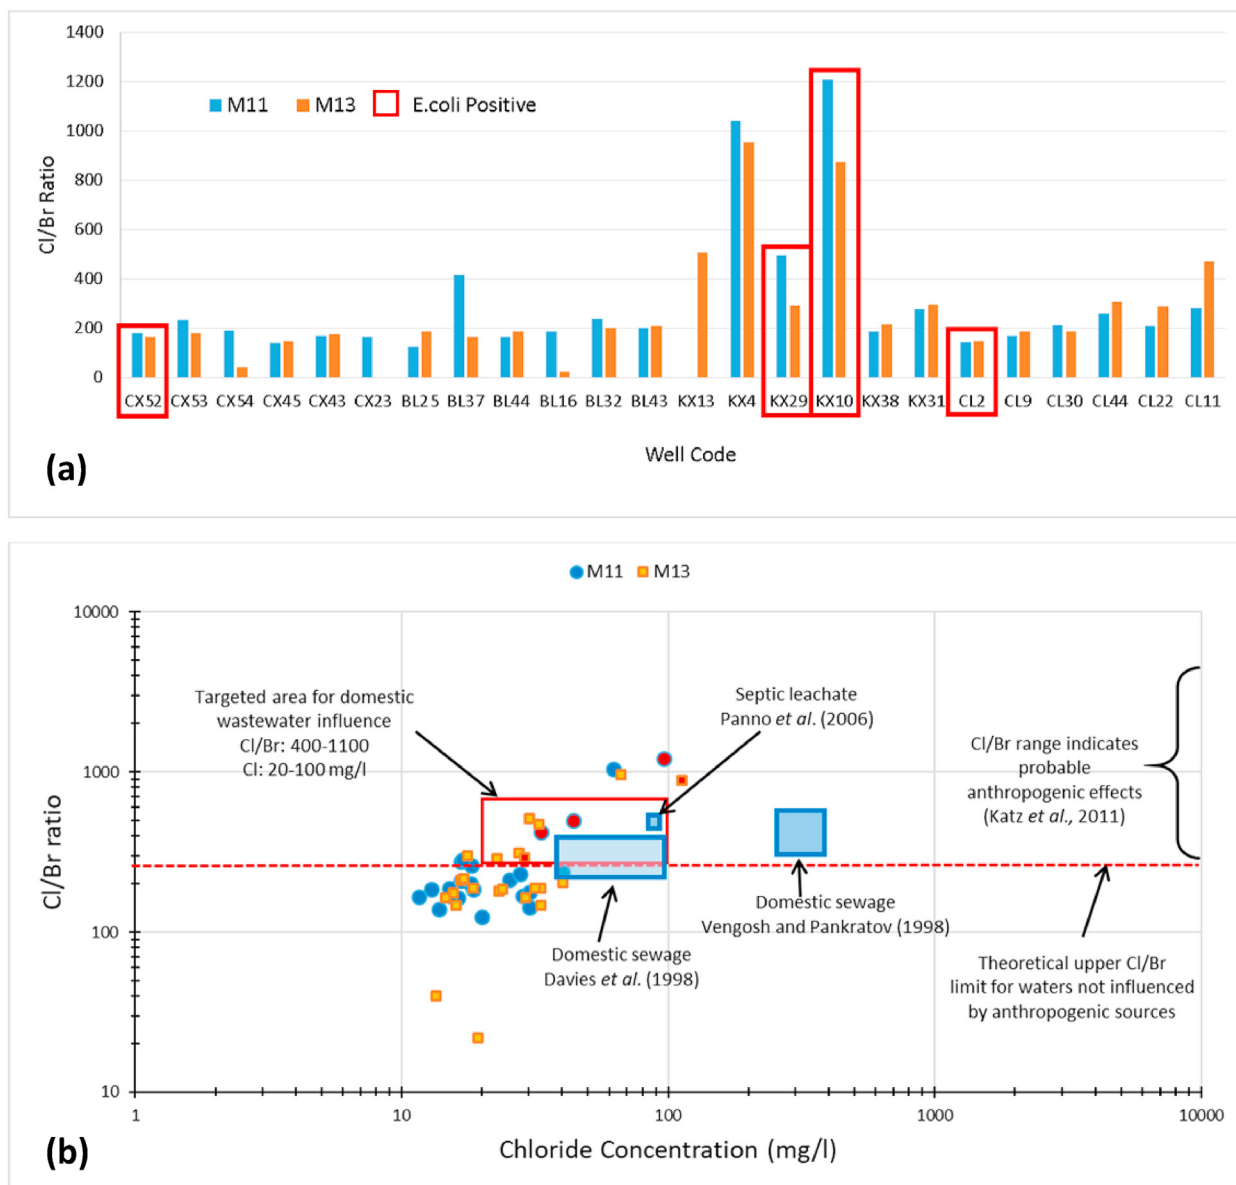 1400
1200
1000
800
600
400
200
0
Cl/Br Ratio
M11 M13 E.coli Positive
CX52 CX53 CX54 CX45 CX43 CX23 BL25 BL37 BL44 BL16 BL32 BL43 KX13 KX4 KX29 KX10 KX38 KX31 CL2 CL9 CL30 CL44 CL22 CL11
Well Code
(a)
M11 M13
10000
1000
100
10
Cl/Br ratio
Targeted area for domestic
wastewater influence
Cl/Br: 400-1100
Cl: 20-100 mg/l
Septic leachate
Panno et al. (2006)
Cl/Br range indicates
probable
anthropogenic effects
(Katz et al., 2011)
Domestic sewage
Vengosh and Pankratov (1998)
Domestic sewage
Davies et al. (1998)
Theoretical upper Cl/Br
limit for waters not influenced
by anthropogenic sources
1 10 100 1000 10000
Chloride Concentration (mg/l)
(b)